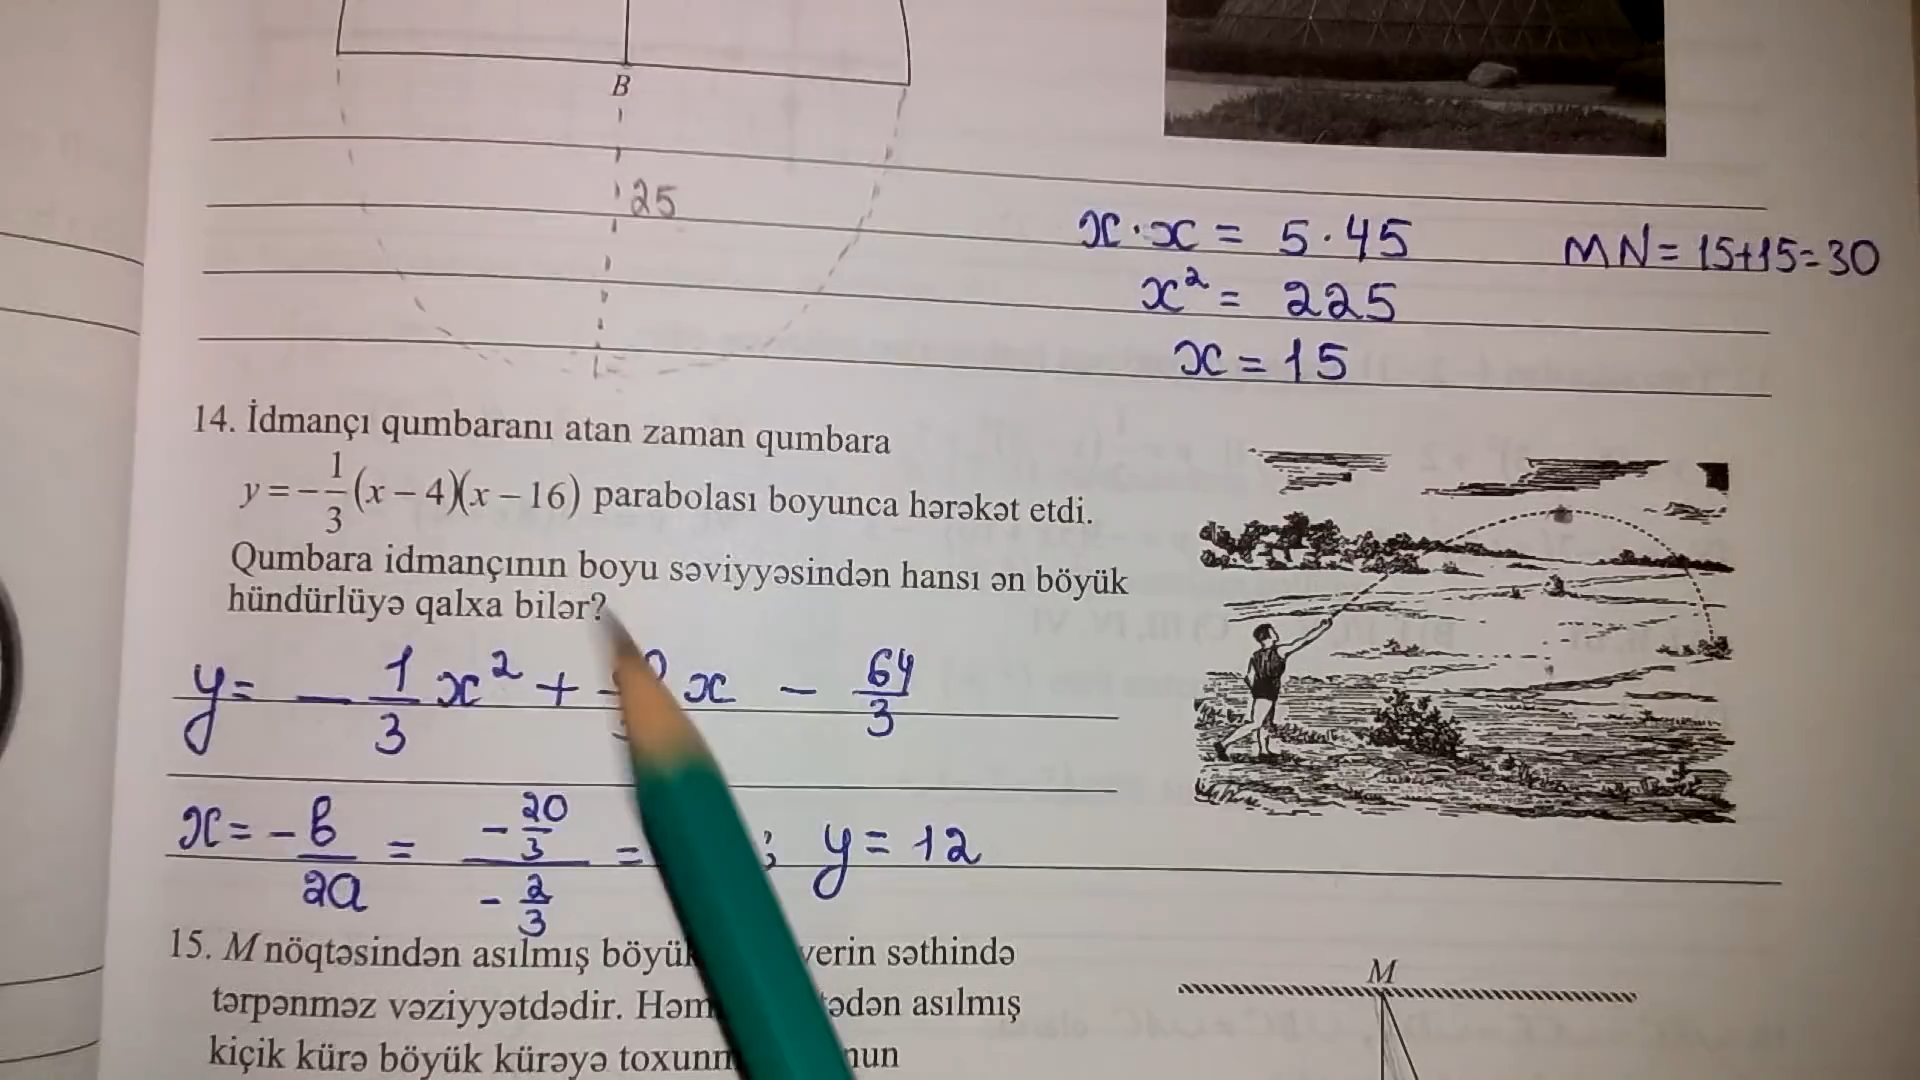 B
25
x·x = 5·45
MN = 15+15=30
x² = 225
x = 15
14. İdmançı qumbaranı atan zaman qumbara
y = -1/3(x – 4)(x – 16) parabolası boyunca hərəkət etdi.
Qumbara idmançının boyu səviyyəsindən hansı ən böyük
hündürlüyə qalxa bilər?
y = - 1/3 x² + x - 64/3
x = -b/2a = (-20/3)/(-2/3) = ; y = 12
15. M nöqtəsindən asılmış böyük yerin səthində
tərpənməz vəziyyətdədir. asılmış
kiçik kürə böyük kürəyə
M